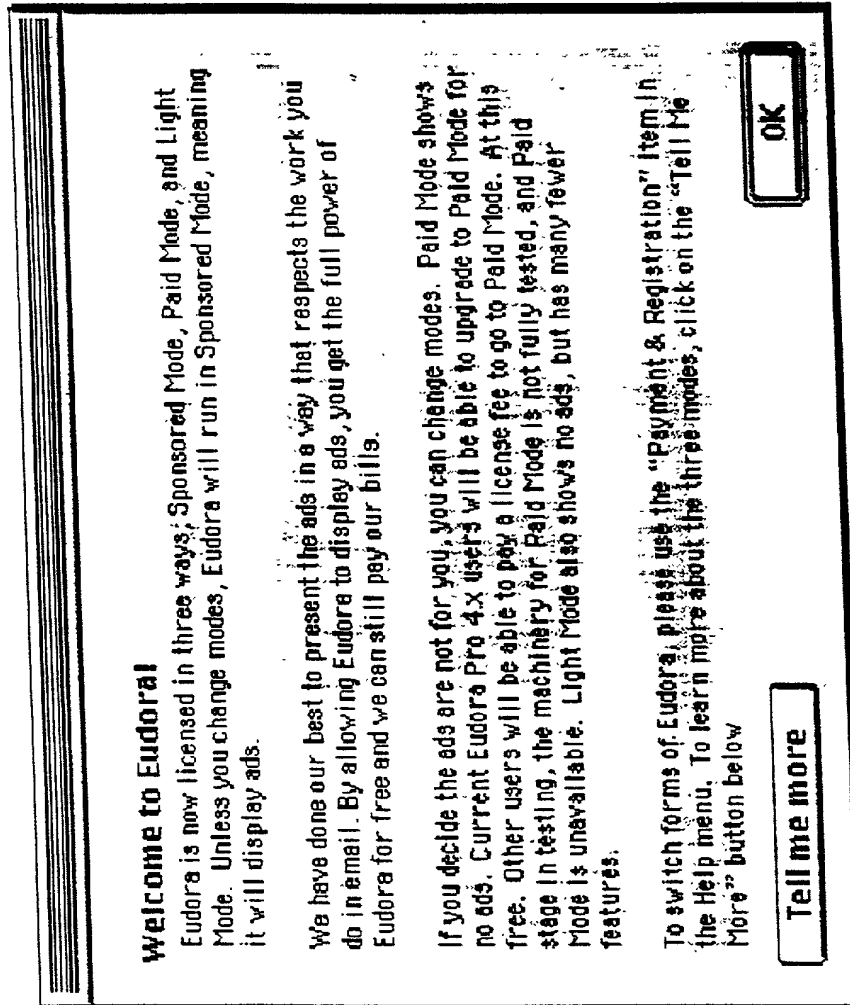 Welcome to Eudora!
Eudora is now licensed in three ways; Sponsored Mode, Paid Mode, and Light
Mode. Unless you change modes, Eudora will run in Sponsored Mode, meaning
it will display ads.
We have done our best to present the ads in a way that respects the work you
do in email. By allowing Eudora to display ads, you get the full power of
Eudora for free and we can still pay our bills.
If you decide the ads are not for you, you can change modes. Paid Mode shows
no ads. Current Eudora Pro 4.x users will be able to upgrade to Paid Mode for
free. Other users will be able to pay a license fee to go to Paid Mode. At this
stage in testing, the machinery for Paid Mode is not fully tested, and Paid
Mode is unavailable. Light Mode also shows no ads, but has many fewer
features.
To switch forms of Eudora, please use the “Payment & Registration” item in
the Help menu. To learn more about the three modes, click on the “Tell Me
More” button below
Tell me more
OK